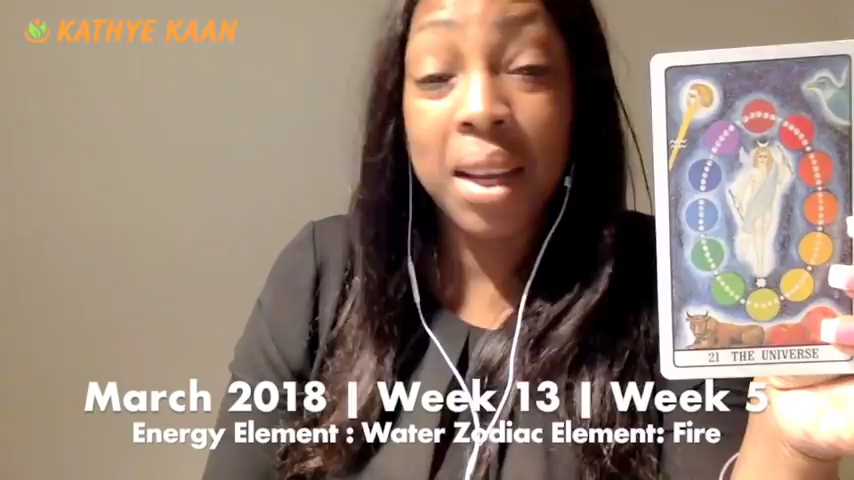 KATHYE KAAN
21 THE UNIVERSE
March 2018 | Week 13 | Week 5
Energy Element : Water Zodiac Element: Fire